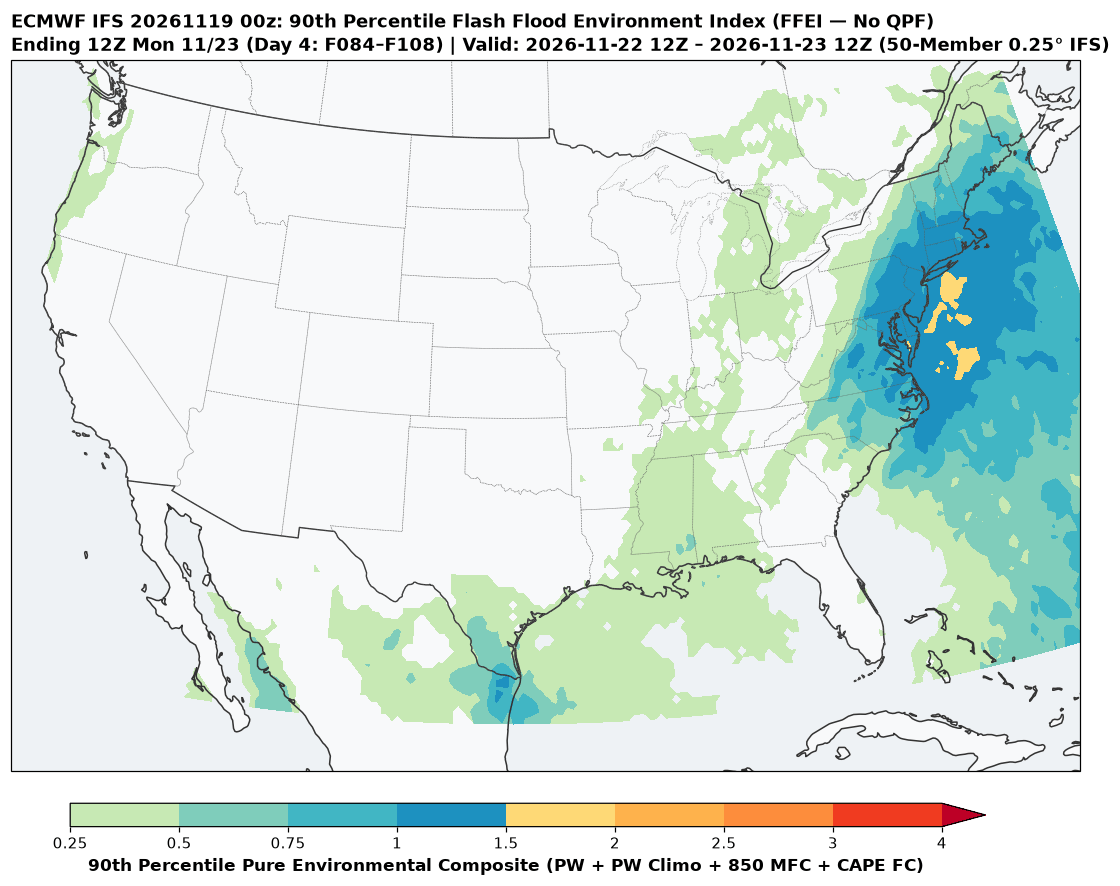 ECMWF IFS 20261119 00z: 90th Percentile Flash Flood Environment Index (FFEI — No QPF)
Ending 12Z Mon 11/23 (Day 4: F084–F108) | Valid: 2026-11-22 12Z – 2026-11-23 12Z (50-Member 0.25° IFS)
0.25 0.5 0.75 1 1.5 2 2.5 3 4
90th Percentile Pure Environmental Composite (PW + PW Climo + 850 MFC + CAPE FC)